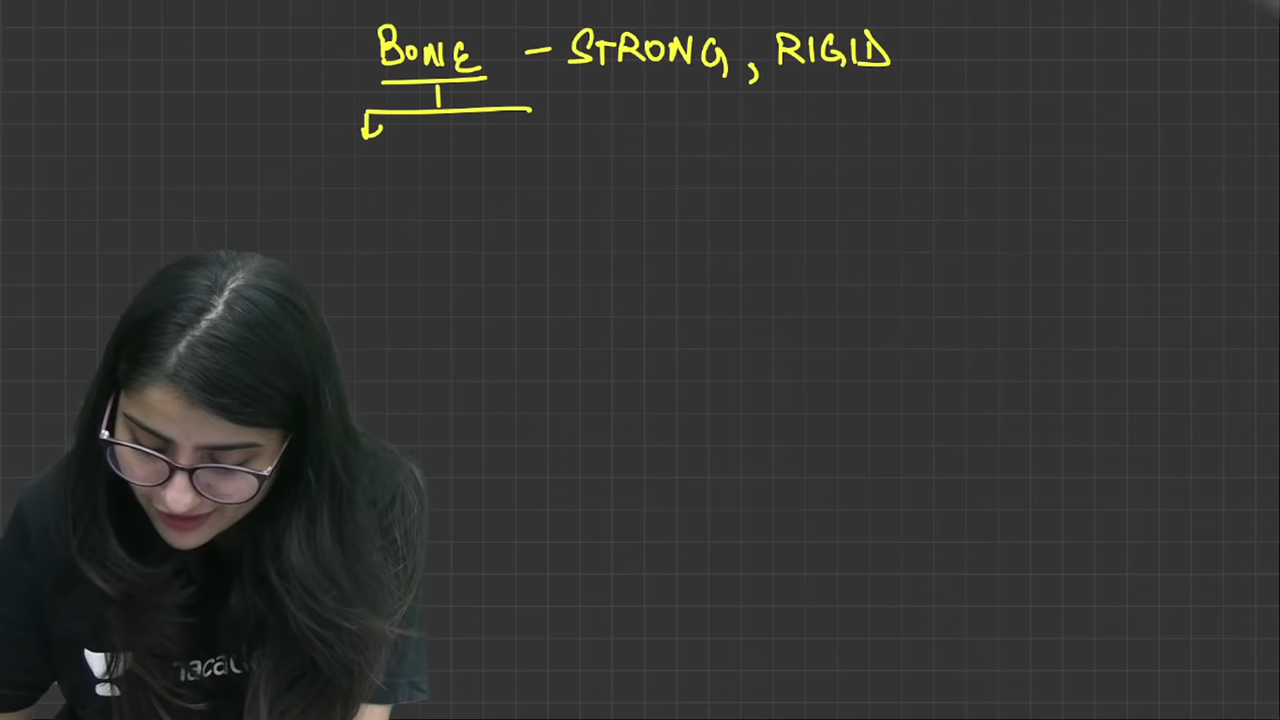 BONE – STRONG, RIGID